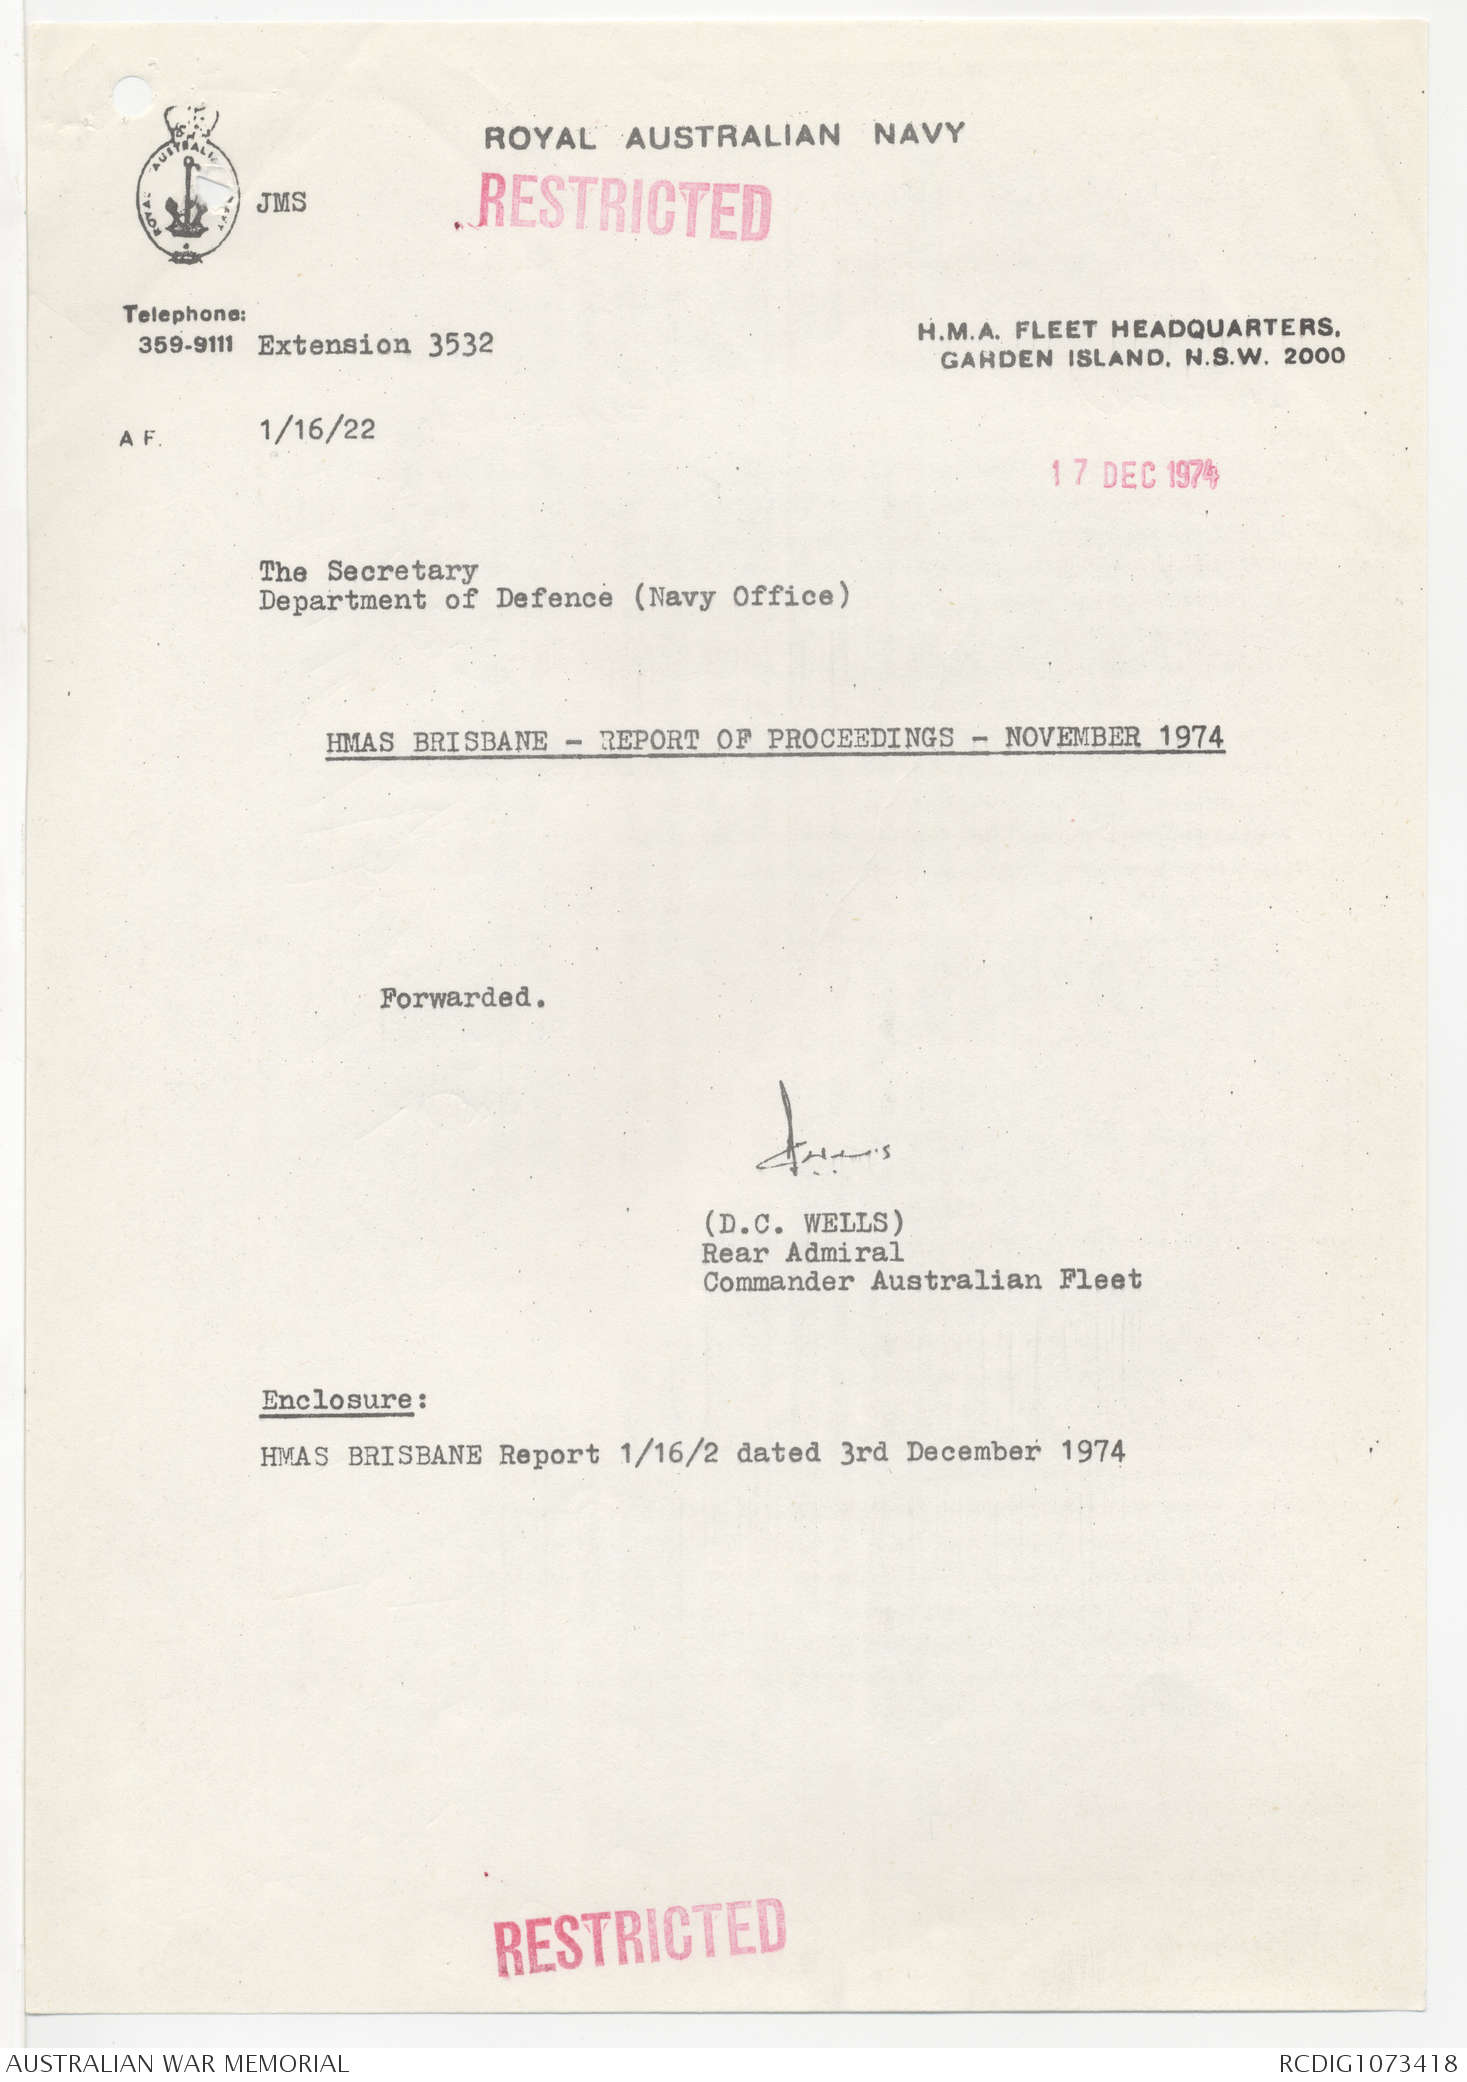 ROYAL AUSTRALIAN NAVY
ROYAL AUSTRALIAN NAVY
JMS
RESTRICTED
Telephone:
359-9111 Extension 3532
H.M.A. FLEET HEADQUARTERS,
GARDEN ISLAND, N.S.W. 2000
A F. 1/16/22
17 DEC 1974
The Secretary
Department of Defence (Navy Office)
HMAS BRISBANE - REPORT OF PROCEEDINGS - NOVEMBER 1974
Forwarded.
(D.C. WELLS)
Rear Admiral
Commander Australian Fleet
Enclosure:
HMAS BRISBANE Report 1/16/2 dated 3rd December 1974
RESTRICTED
AUSTRALIAN WAR MEMORIAL
RCDIG1073418